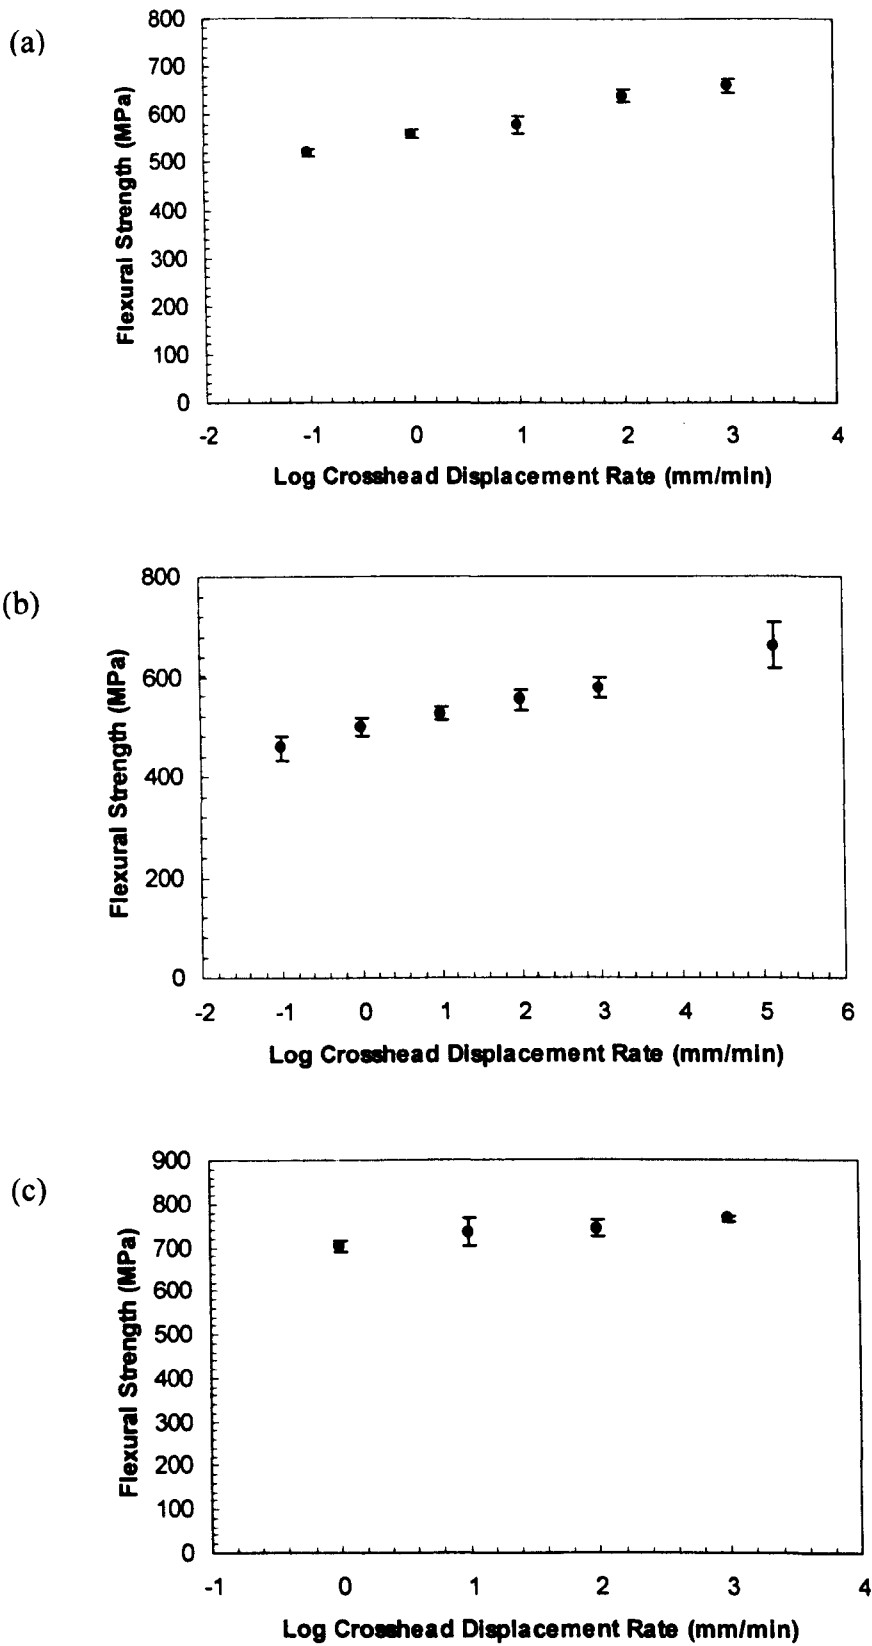 (a)
Flexural Strength (MPa)
800
700
600
500
400
300
200
100
0
-2 -1 0 1 2 3 4
Log Crosshead Displacement Rate (mm/min)
(b)
Flexural Strength (MPa)
800
600
400
200
0
-2 -1 0 1 2 3 4 5 6
Log Crosshead Displacement Rate (mm/min)
(c)
Flexural Strength (MPa)
900
800
700
600
500
400
300
200
100
0
-1 0 1 2 3 4
Log Crosshead Displacement Rate (mm/min)